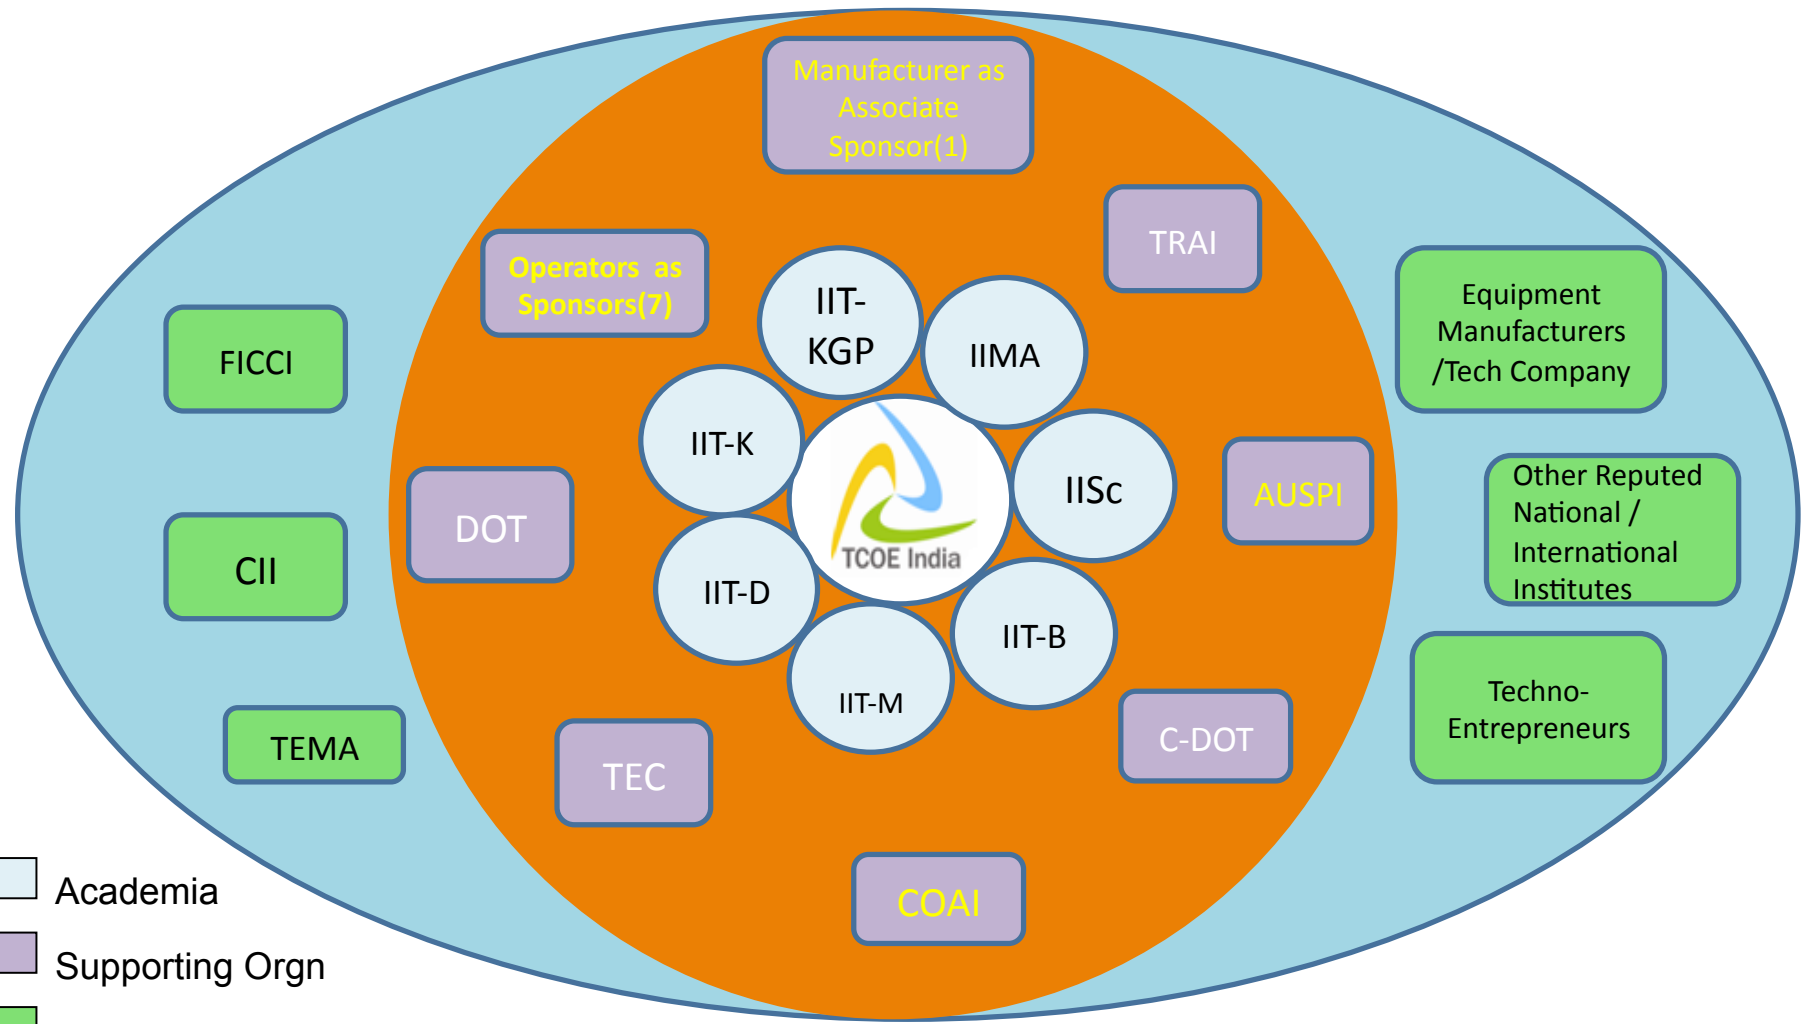 Manufacturer as
Associate
Sponsor(1)
TRAI
Operators as
Sponsors(7)
IIT-
KGP
IIMA
Equipment
Manufacturers
/Tech Company
FICCI
IIT-K
IISc
AUSPI
Other Reputed
National /
International
Institutes
DOT
TCOE India
CII
IIT-D
IIT-B
IIT-M
Techno-
Entrepreneurs
TEMA
TEC
C-DOT
COAI
Academia
Supporting Orgn